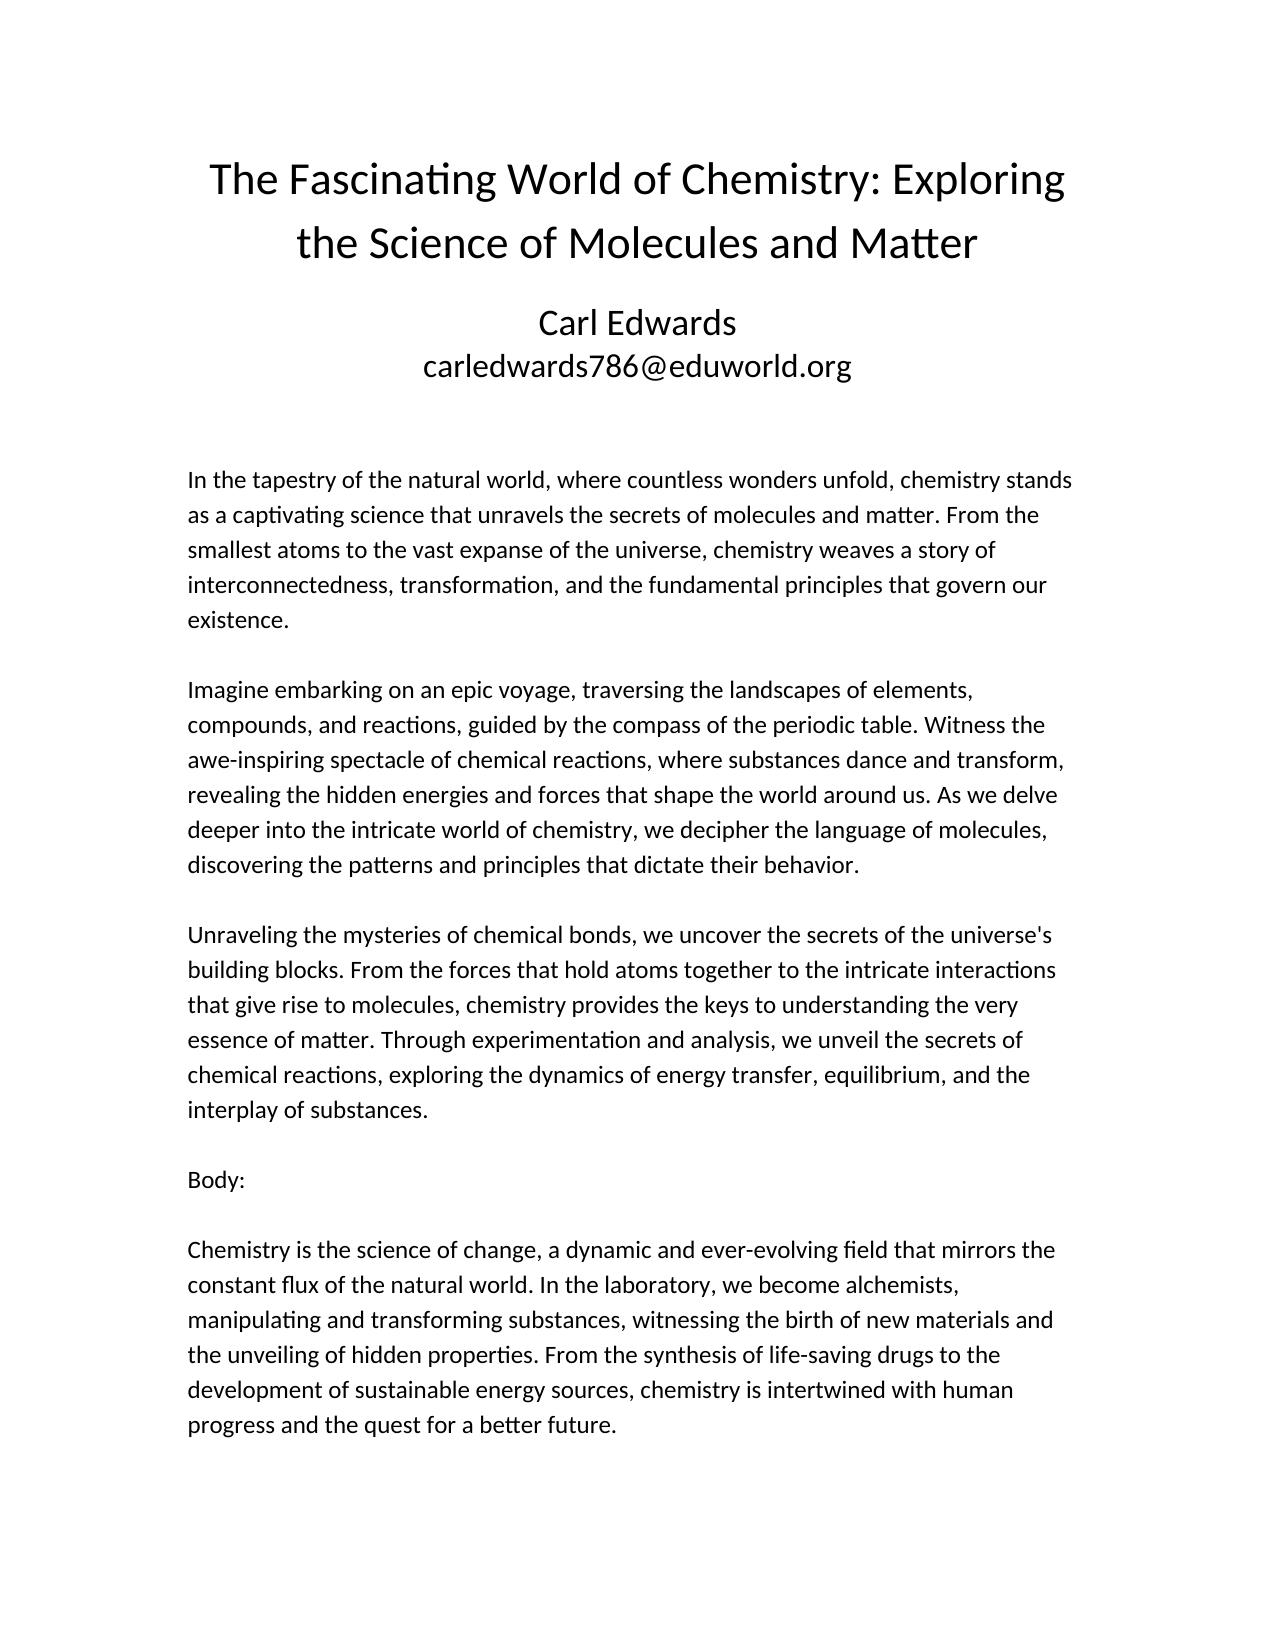 The Fascinating World of Chemistry: Exploring
the Science of Molecules and Matter
Carl Edwards
carledwards786@eduworld.org
In the tapestry of the natural world, where countless wonders unfold, chemistry stands
as a captivating science that unravels the secrets of molecules and matter. From the
smallest atoms to the vast expanse of the universe, chemistry weaves a story of
interconnectedness, transformation, and the fundamental principles that govern our
existence.
Imagine embarking on an epic voyage, traversing the landscapes of elements,
compounds, and reactions, guided by the compass of the periodic table. Witness the
awe-inspiring spectacle of chemical reactions, where substances dance and transform,
revealing the hidden energies and forces that shape the world around us. As we delve
deeper into the intricate world of chemistry, we decipher the language of molecules,
discovering the patterns and principles that dictate their behavior.
Unraveling the mysteries of chemical bonds, we uncover the secrets of the universe's
building blocks. From the forces that hold atoms together to the intricate interactions
that give rise to molecules, chemistry provides the keys to understanding the very
essence of matter. Through experimentation and analysis, we unveil the secrets of
chemical reactions, exploring the dynamics of energy transfer, equilibrium, and the
interplay of substances.
Body:
Chemistry is the science of change, a dynamic and ever-evolving field that mirrors the
constant flux of the natural world. In the laboratory, we become alchemists,
manipulating and transforming substances, witnessing the birth of new materials and
the unveiling of hidden properties. From the synthesis of life-saving drugs to the
development of sustainable energy sources, chemistry is intertwined with human
progress and the quest for a better future.